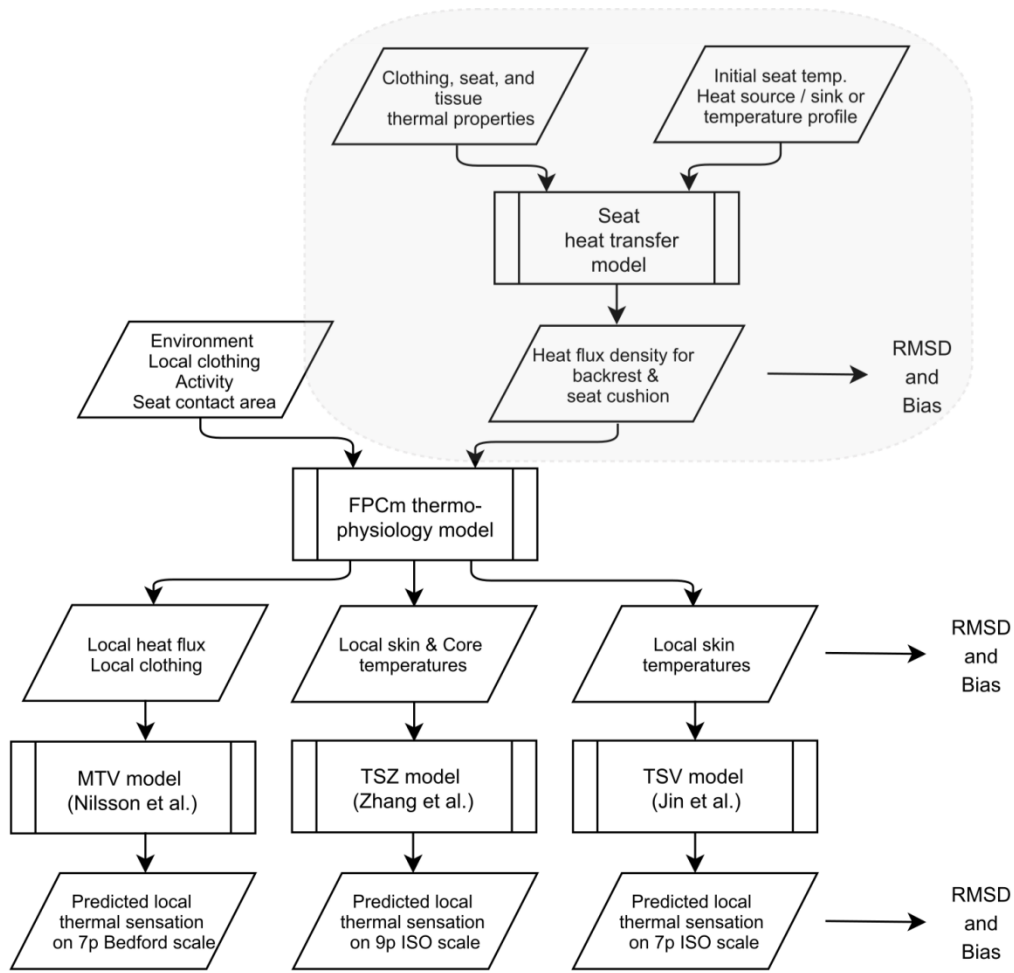 Clothing, seat, and
tissue
thermal properties
Initial seat temp.
Heat source / sink or
temperature profile
Seat
heat transfer
model
Environment
Local clothing
Activity
Seat contact area
Heat flux density for
backrest &
seat cushion
RMSD
and
Bias
FPCm thermo-
physiology model
Local heat flux
Local clothing
Local skin & Core
temperatures
Local skin
temperatures
RMSD
and
Bias
MTV model
(Nilsson et al.)
TSZ model
(Zhang et al.)
TSV model
(Jin et al.)
Predicted local
thermal sensation
on 7p Bedford scale
Predicted local
thermal sensation
on 9p ISO scale
Predicted local
thermal sensation
on 7p ISO scale
RMSD
and
Bias